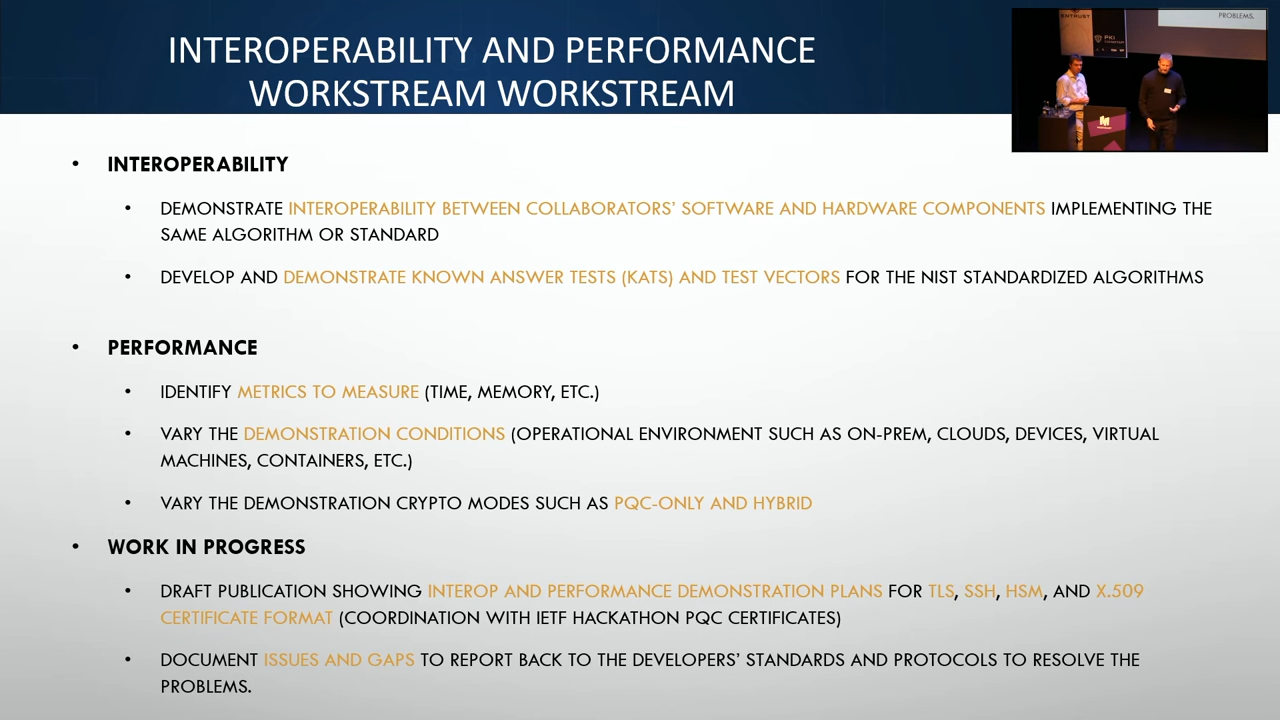 INTEROPERABILITY AND PERFORMANCE
WORKSTREAM WORKSTREAM
PROBLEMS.
ENTRUST
PKI
• INTEROPERABILITY
• DEMONSTRATE INTEROPERABILITY BETWEEN COLLABORATORS' SOFTWARE AND HARDWARE COMPONENTS IMPLEMENTING THE
SAME ALGORITHM OR STANDARD
• DEVELOP AND DEMONSTRATE KNOWN ANSWER TESTS (KATS) AND TEST VECTORS FOR THE NIST STANDARDIZED ALGORITHMS
• PERFORMANCE
• IDENTIFY METRICS TO MEASURE (TIME, MEMORY, ETC.)
• VARY THE DEMONSTRATION CONDITIONS (OPERATIONAL ENVIRONMENT SUCH AS ON-PREM, CLOUDS, DEVICES, VIRTUAL
MACHINES, CONTAINERS, ETC.)
• VARY THE DEMONSTRATION CRYPTO MODES SUCH AS PQC-ONLY AND HYBRID
• WORK IN PROGRESS
• DRAFT PUBLICATION SHOWING INTEROP AND PERFORMANCE DEMONSTRATION PLANS FOR TLS, SSH, HSM, AND X.509
CERTIFICATE FORMAT (COORDINATION WITH IETF HACKATHON PQC CERTIFICATES)
• DOCUMENT ISSUES AND GAPS TO REPORT BACK TO THE DEVELOPERS' STANDARDS AND PROTOCOLS TO RESOLVE THE
PROBLEMS.